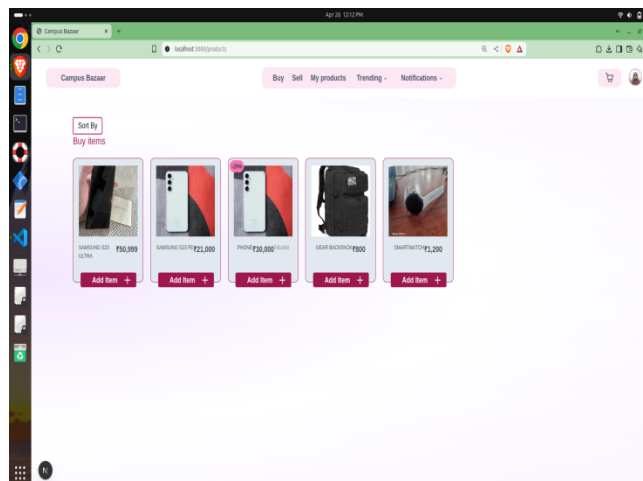 Apr 26 12:12 PM
Campus Bazaar
localhost:3000/products
Campus Bazaar
Buy Sell My products Trending Notifications
Sort By
Buy items
SAMSUNG S23 ULTRA ₹50,999
SAMSUNG S23 FE ₹21,000
PHONE ₹30,000
GEAR BACKPACK ₹800
SMARTWATCH ₹1,200
Add Item +
Add Item +
Add Item +
Add Item +
Add Item +
N